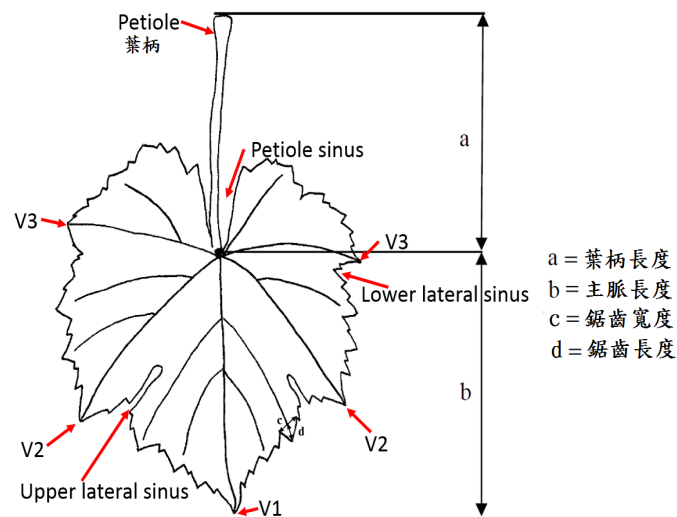 Petiole
葉柄
a
Petiole sinus
V3
V3
Lower lateral sinus
a = 葉柄長度
b = 主脈長度
c = 鋸齒寬度
d = 鋸齒長度
b
c
d
V2
V2
Upper lateral sinus
V1